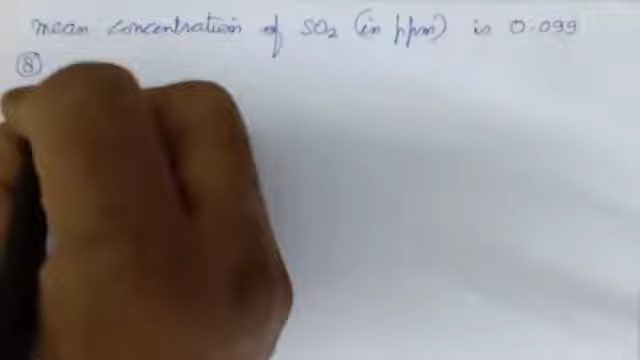 mean concentration of SO₂ (in ppm) is 0.099
⑧